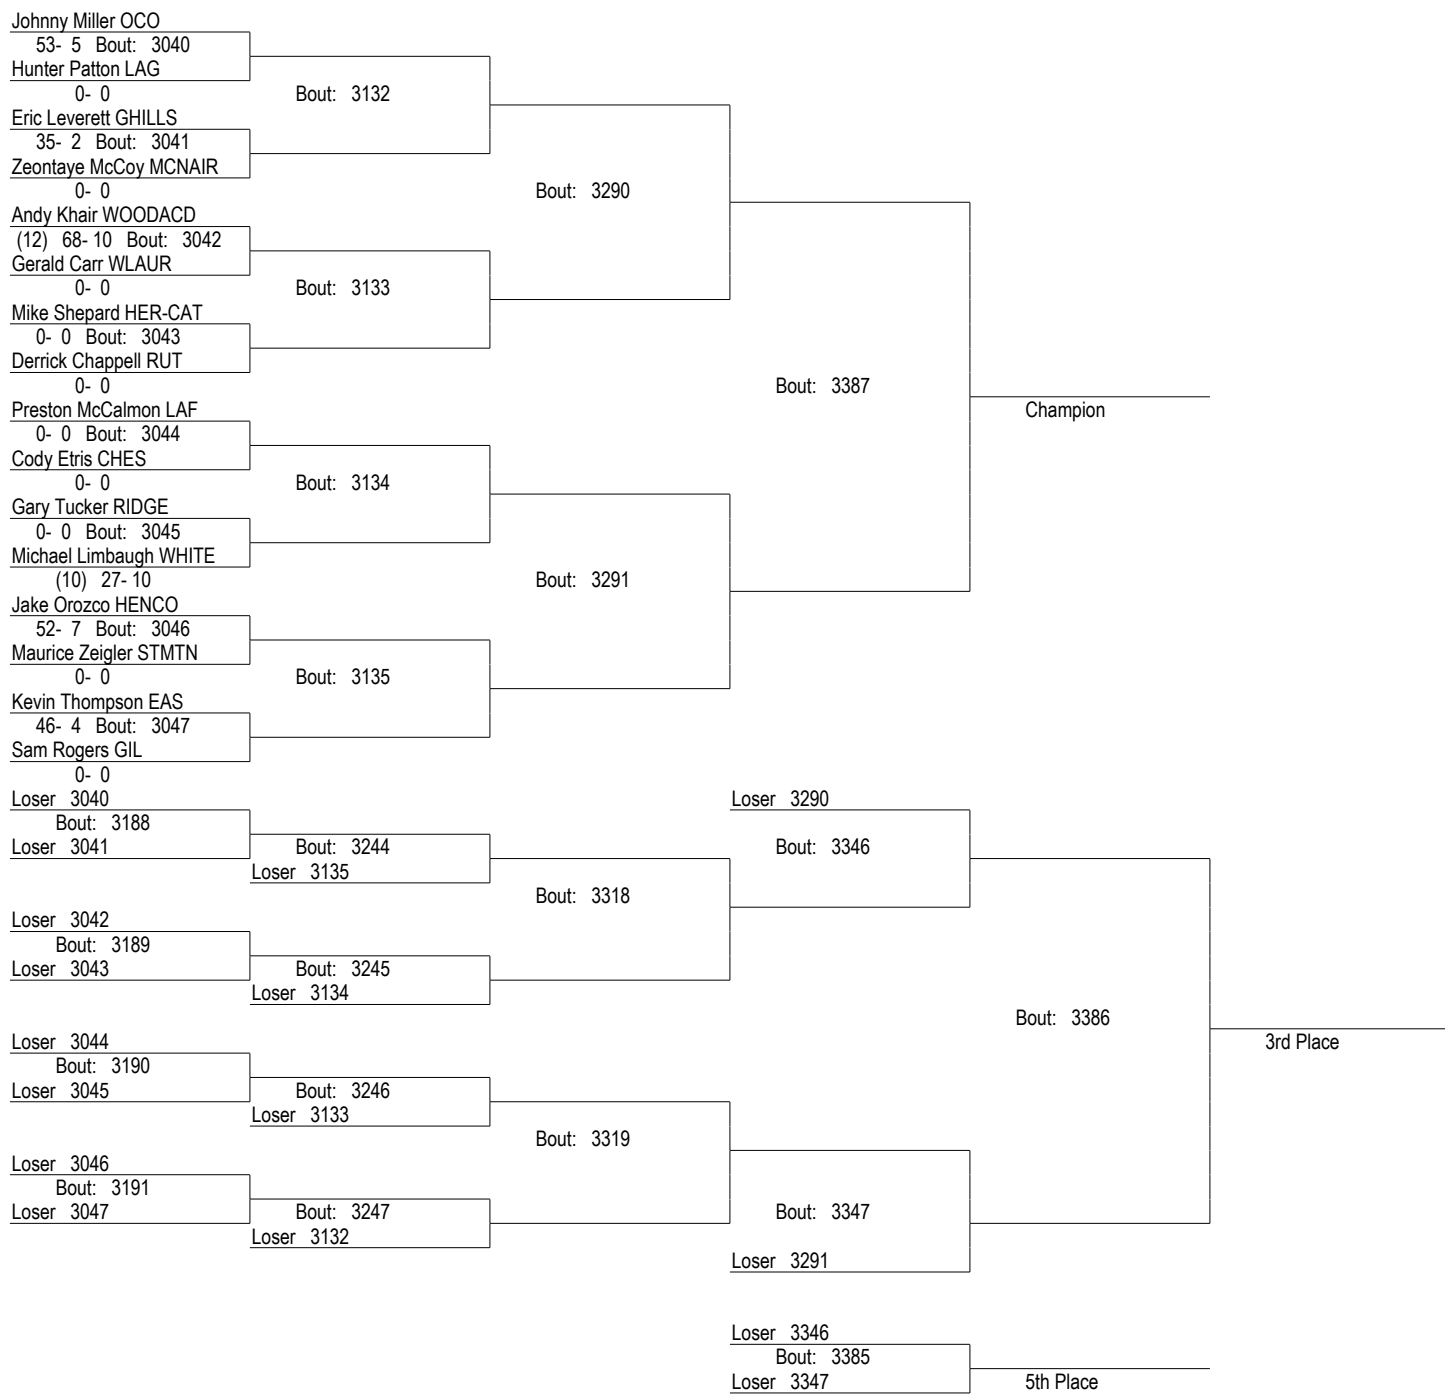 Johnny Miller OCO
53- 5 Bout: 3040
Hunter Patton LAG
0- 0
Bout: 3132
Eric Leverett GHILLS
35- 2 Bout: 3041
Zeontaye McCoy MCNAIR
0- 0
Bout: 3290
Andy Khair WOODACD
(12) 68- 10 Bout: 3042
Gerald Carr WLAUR
0- 0
Bout: 3133
Mike Shepard HER-CAT
0- 0 Bout: 3043
Derrick Chappell RUT
0- 0
Bout: 3387
Champion
Preston McCalmon LAF
0- 0 Bout: 3044
Cody Etris CHES
0- 0
Bout: 3134
Gary Tucker RIDGE
0- 0 Bout: 3045
Michael Limbaugh WHITE
(10) 27- 10
Bout: 3291
Jake Orozco HENCO
52- 7 Bout: 3046
Maurice Zeigler STMTN
0- 0
Bout: 3135
Kevin Thompson EAS
46- 4 Bout: 3047
Sam Rogers GIL
0- 0
Loser 3040
Bout: 3188
Loser 3041
Bout: 3244
Loser 3135
Loser 3290
Bout: 3346
Bout: 3318
Loser 3042
Bout: 3189
Loser 3043
Bout: 3245
Loser 3134
Bout: 3386
3rd Place
Loser 3044
Bout: 3190
Loser 3045
Bout: 3246
Loser 3133
Bout: 3319
Loser 3046
Bout: 3191
Loser 3047
Bout: 3247
Loser 3132
Bout: 3347
Loser 3291
Loser 3346
Bout: 3385
Loser 3347
5th Place